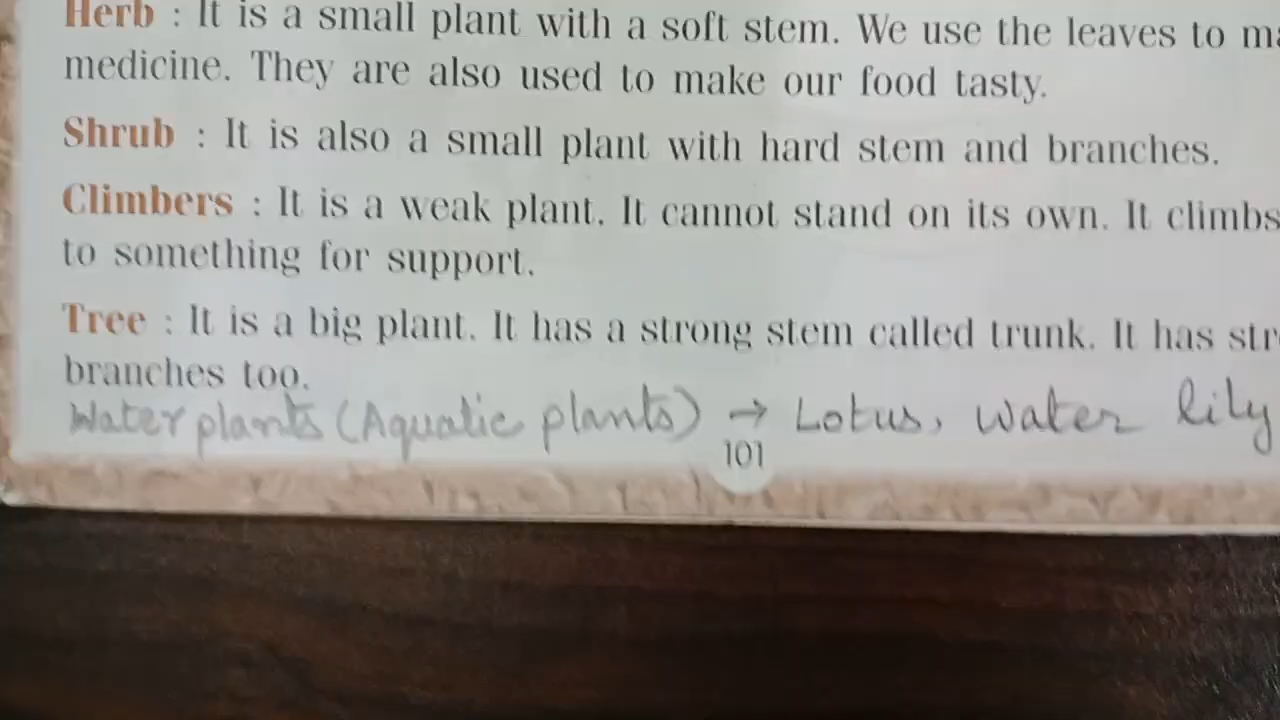 Herb : It is a small plant with a soft stem. We use the leaves to ma
medicine. They are also used to make our food tasty.
Shrub : It is also a small plant with hard stem and branches.
Climbers : It is a weak plant. It cannot stand on its own. It climbs
to something for support.
Tree : It is a big plant. It has a strong stem called trunk. It has str
branches too.
Water plants (Aquatic plants) → Lotus, Water lily
101